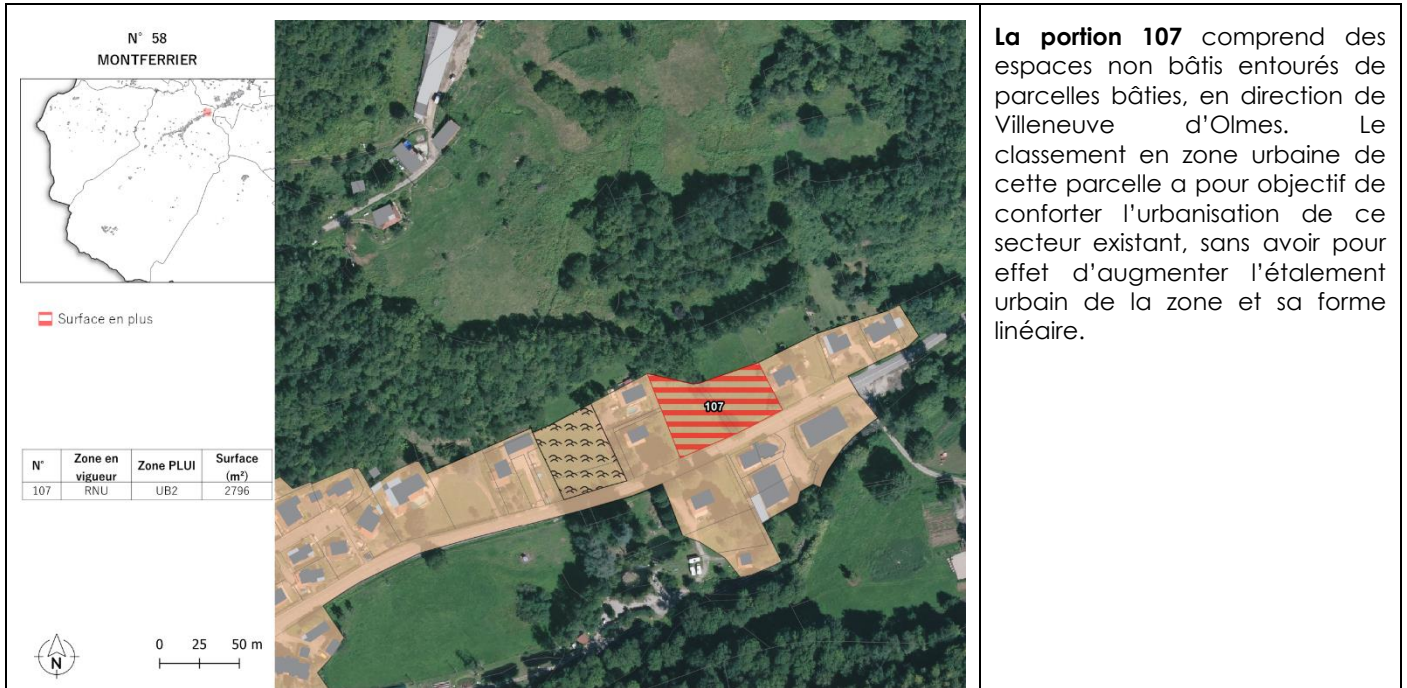 N° 58
MONTFERRIER
Surface en plus
N° Zone en vigueur Zone PLUI Surface (m²)
107 RNU UB2 2796
N
0 25 50 m
107
La portion 107 comprend des
espaces non bâtis entourés de
parcelles bâties, en direction de
Villeneuve d’Olmes. Le
classement en zone urbaine de
cette parcelle a pour objectif de
conforter l’urbanisation de ce
secteur existant, sans avoir pour
effet d’augmenter l’étalement
urbain de la zone et sa forme
linéaire.